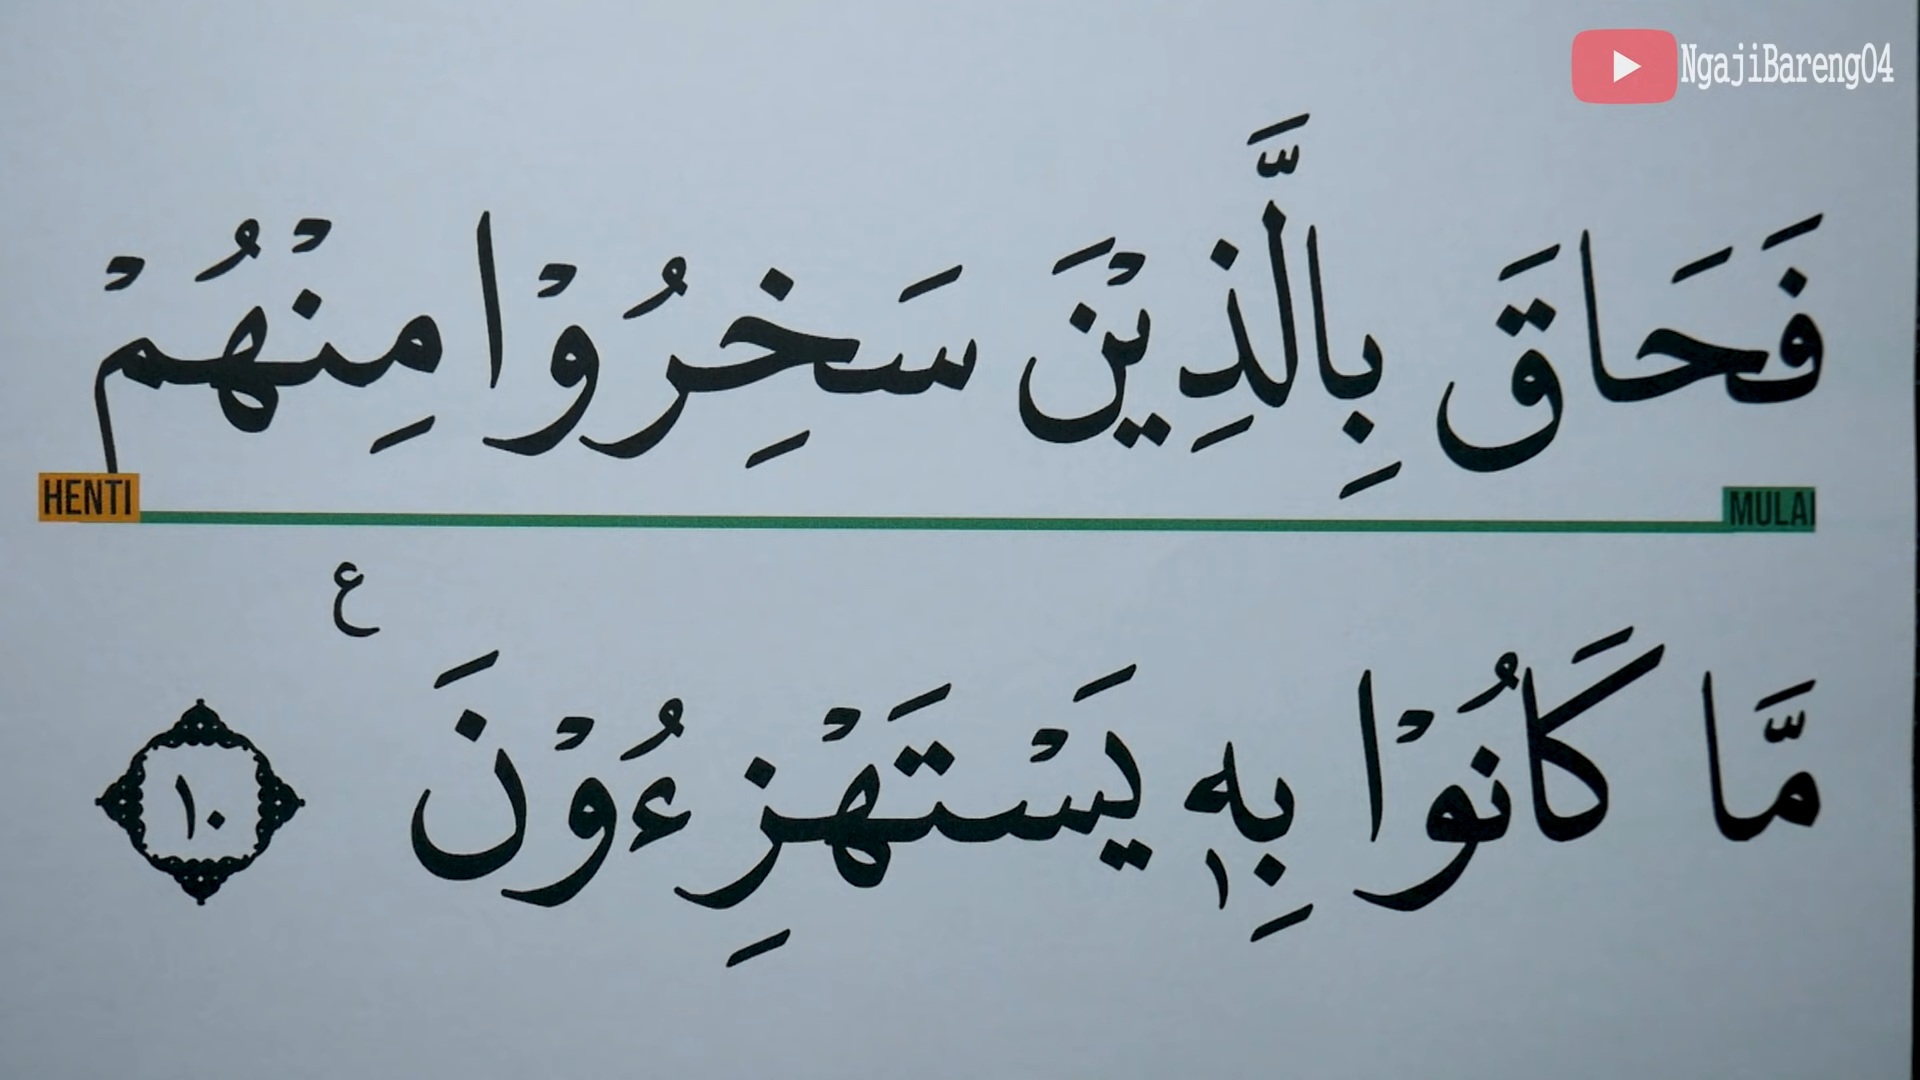 NgajiBareng04
فَحَاقَ بِالَّذِيْنَ سَخِرُوْا مِنْهُمْ
HENTI MULAI
ع
مَّا كَانُوْا بِهٖ يَسْتَهْزِءُوْنَ ١٠